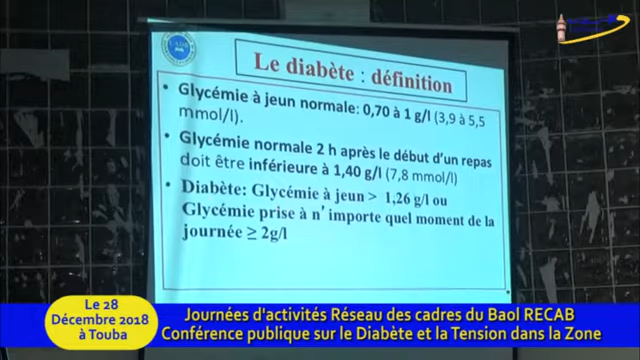 CADR
Le diabète : définition
• Glycémie à jeun normale: 0,70 à 1 g/l (3,9 à 5,5
mmol/l).
• Glycémie normale 2 h après le début d'un repas
doit être inférieure à 1,40 g/l (7,8 mmol/l)
• Diabète: Glycémie à jeun > 1,26 g/l ou
Glycémie prise à n' importe quel moment de la
journée ≥ 2g/l
Le 28
Décembre 2018
à Touba
Journées d'activités Réseau des cadres du Baol RECAB
Conférence publique sur le Diabète et la Tension dans la Zone